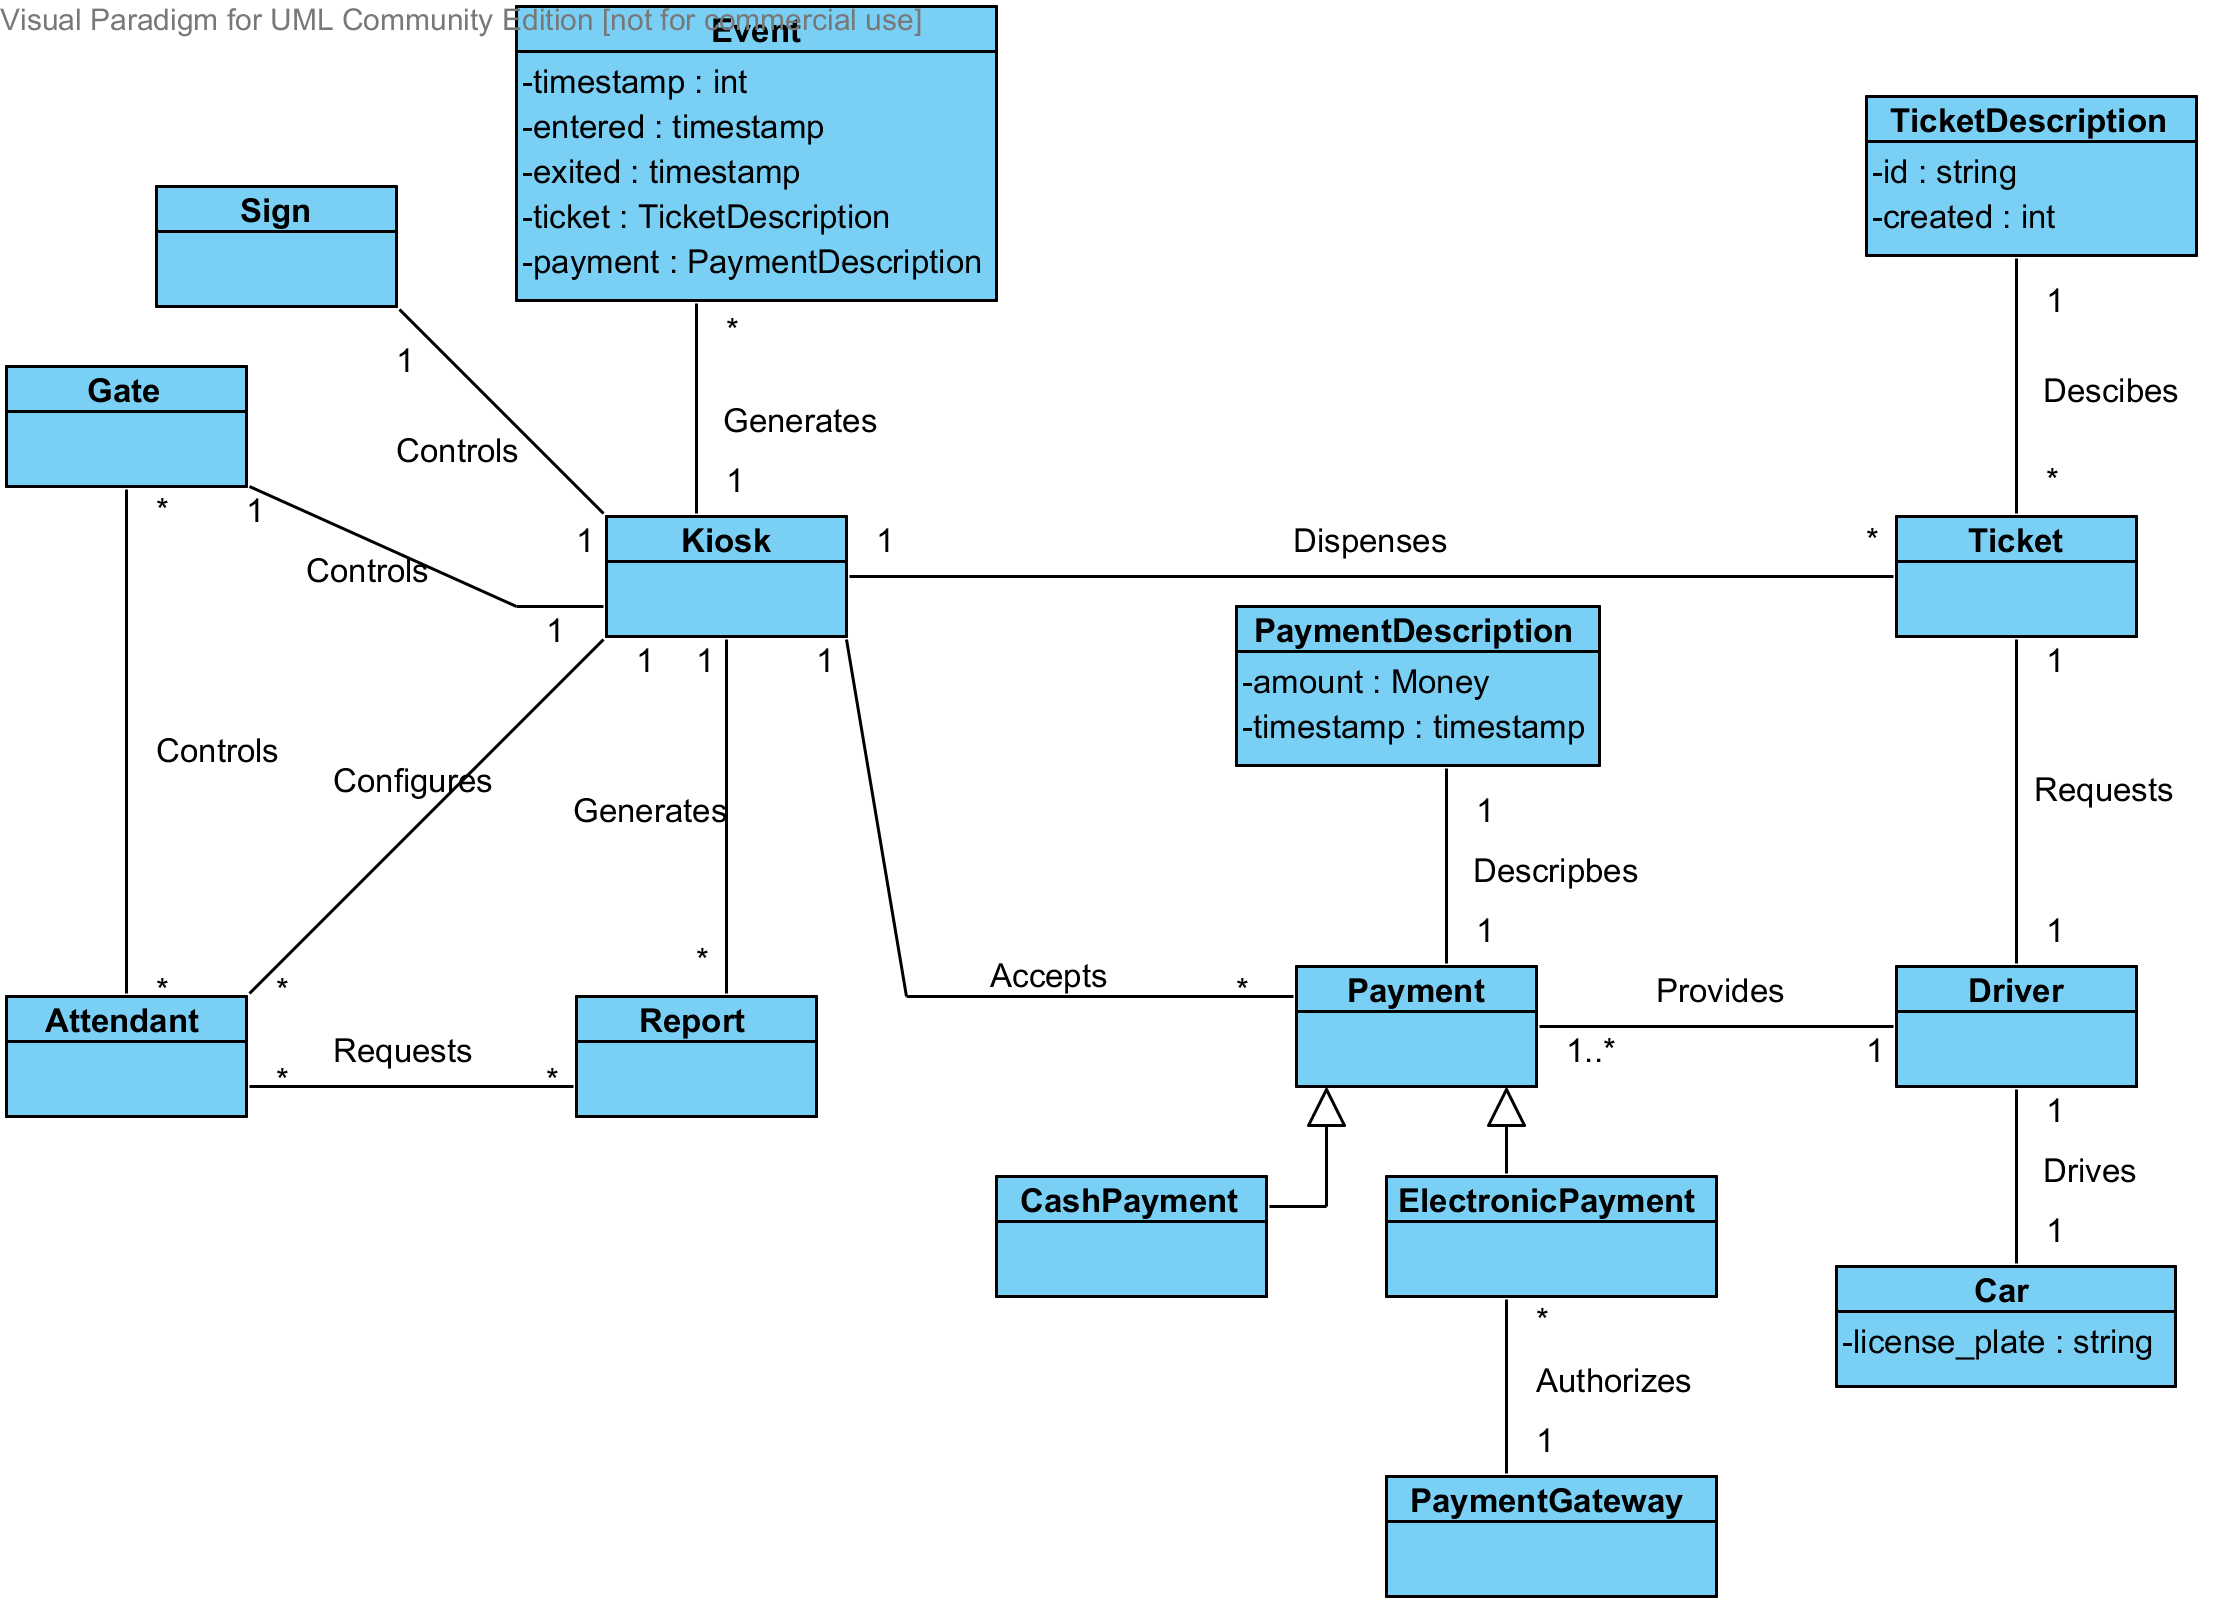 Visual Paradigm for UML Community Edition [not for commercial use]
Event
-timestamp : int
-entered : timestamp
-exited : timestamp
-ticket : TicketDescription
-payment : PaymentDescription
TicketDescription
-id : string
-created : int
Sign
1
*
1
Descibes
Gate
Controls
Generates
1
*
*
1
Controls
1
1
Kiosk
1
Dispenses
*
Ticket
1
1
1
1
PaymentDescription
-amount : Money
-timestamp : timestamp
1
Controls
Configures
Generates
1
Descripbes
1
Requests
1
*
*
*
Accepts
*
Attendant
*
Requests
*
Report
Payment
1..*
Provides
1
Driver
1
Drives
1
CashPayment
ElectronicPayment
*
Authorizes
1
Car
-license_plate : string
PaymentGateway